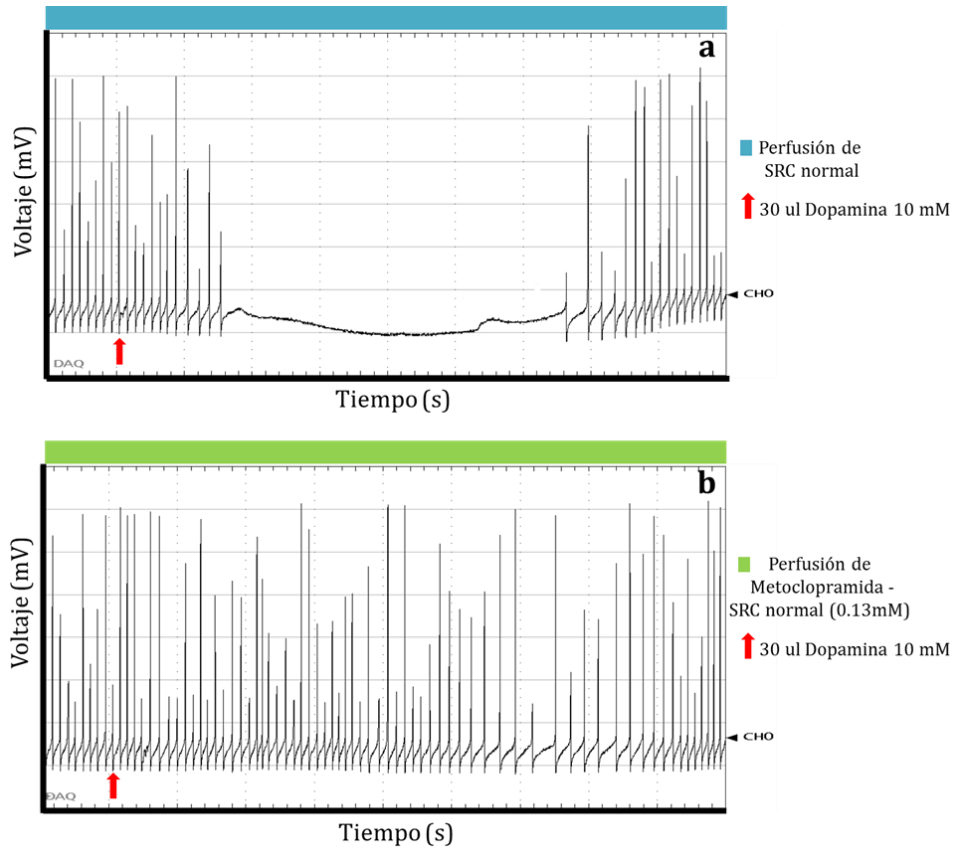 a
Voltaje (mV)
CHO
DAQ
Tiempo (s)
Perfusión de
SRC normal
30 ul Dopamina 10 mM
b
Voltaje (mV)
CHO
DAQ
Tiempo (s)
Perfusión de
Metoclopramida -
SRC normal (0.13mM)
30 ul Dopamina 10 mM